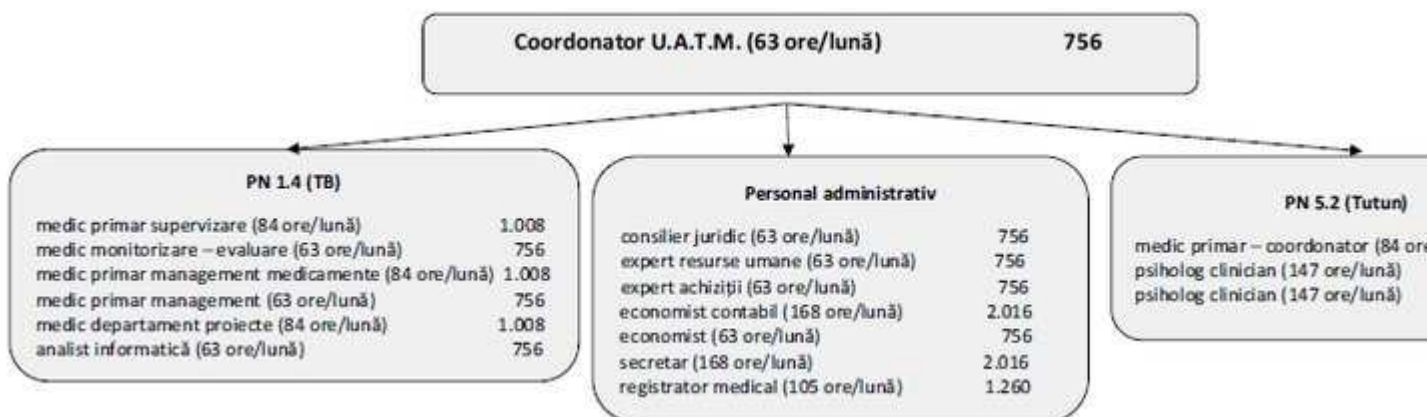 Coordonator U.A.T.M. (63 ore/lună) 756
PN 1.4 (TB)
medic primar supervizare (84 ore/lună) 1.008
medic monitorizare – evaluare (63 ore/lună) 756
medic primar management medicamente (84 ore/lună) 1.008
medic primar management (63 ore/lună) 756
medic departament proiecte (84 ore/lună) 1.008
analist informatică (63 ore/lună) 756
Personal administrativ
consilier juridic (63 ore/lună) 756
expert resurse umane (63 ore/lună) 756
expert achiziții (63 ore/lună) 756
economist contabil (168 ore/lună) 2.016
economist (63 ore/lună) 756
secretar (168 ore/lună) 2.016
registrator medical (105 ore/lună) 1.260
PN 5.2 (Tutun)
medic primar – coordonator (84 ore
psiholog clinician (147 ore/lună)
psiholog clinician (147 ore/lună)